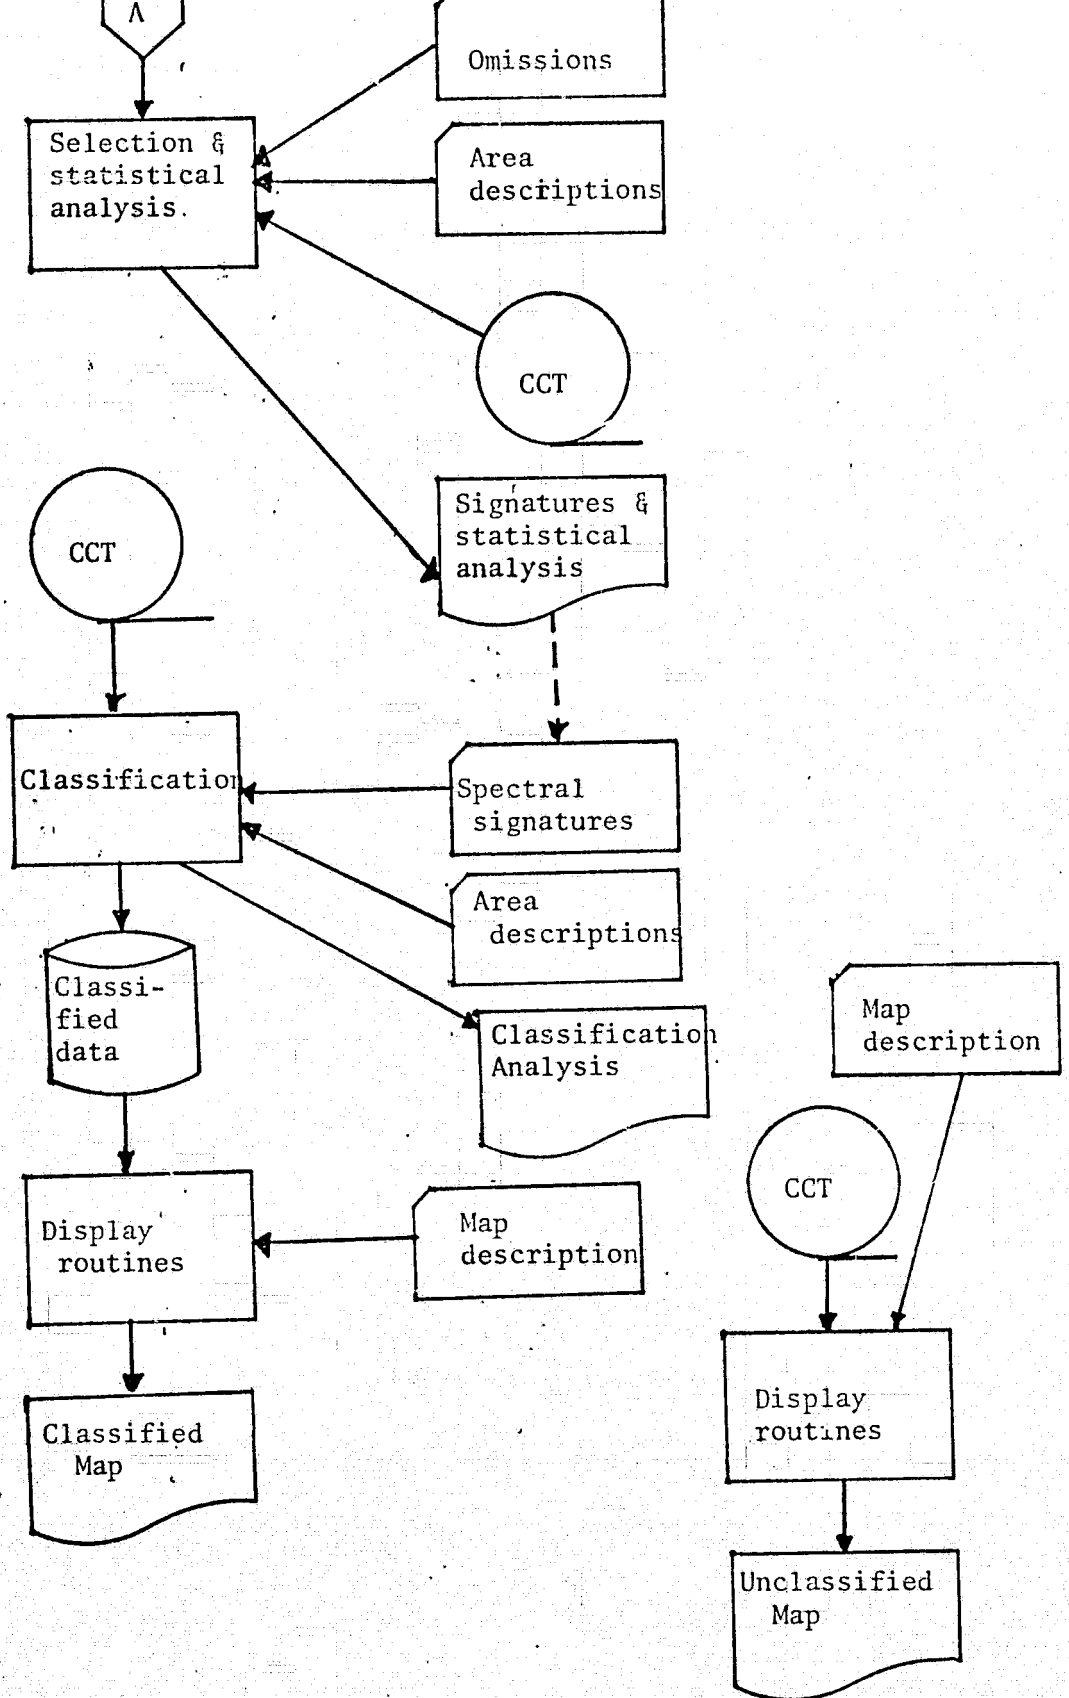 A
Omissions
Selection &
statistical
analysis.
Area
descriptions
CCT
Signatures &
statistical
analysis
CCT
Classification
Spectral
signatures
Area
descriptions
Classi-
fied
data
Classification
Analysis
Map
description
CCT
Display
routines
Map
description
Display
routines
Classified
Map
Unclassified
Map